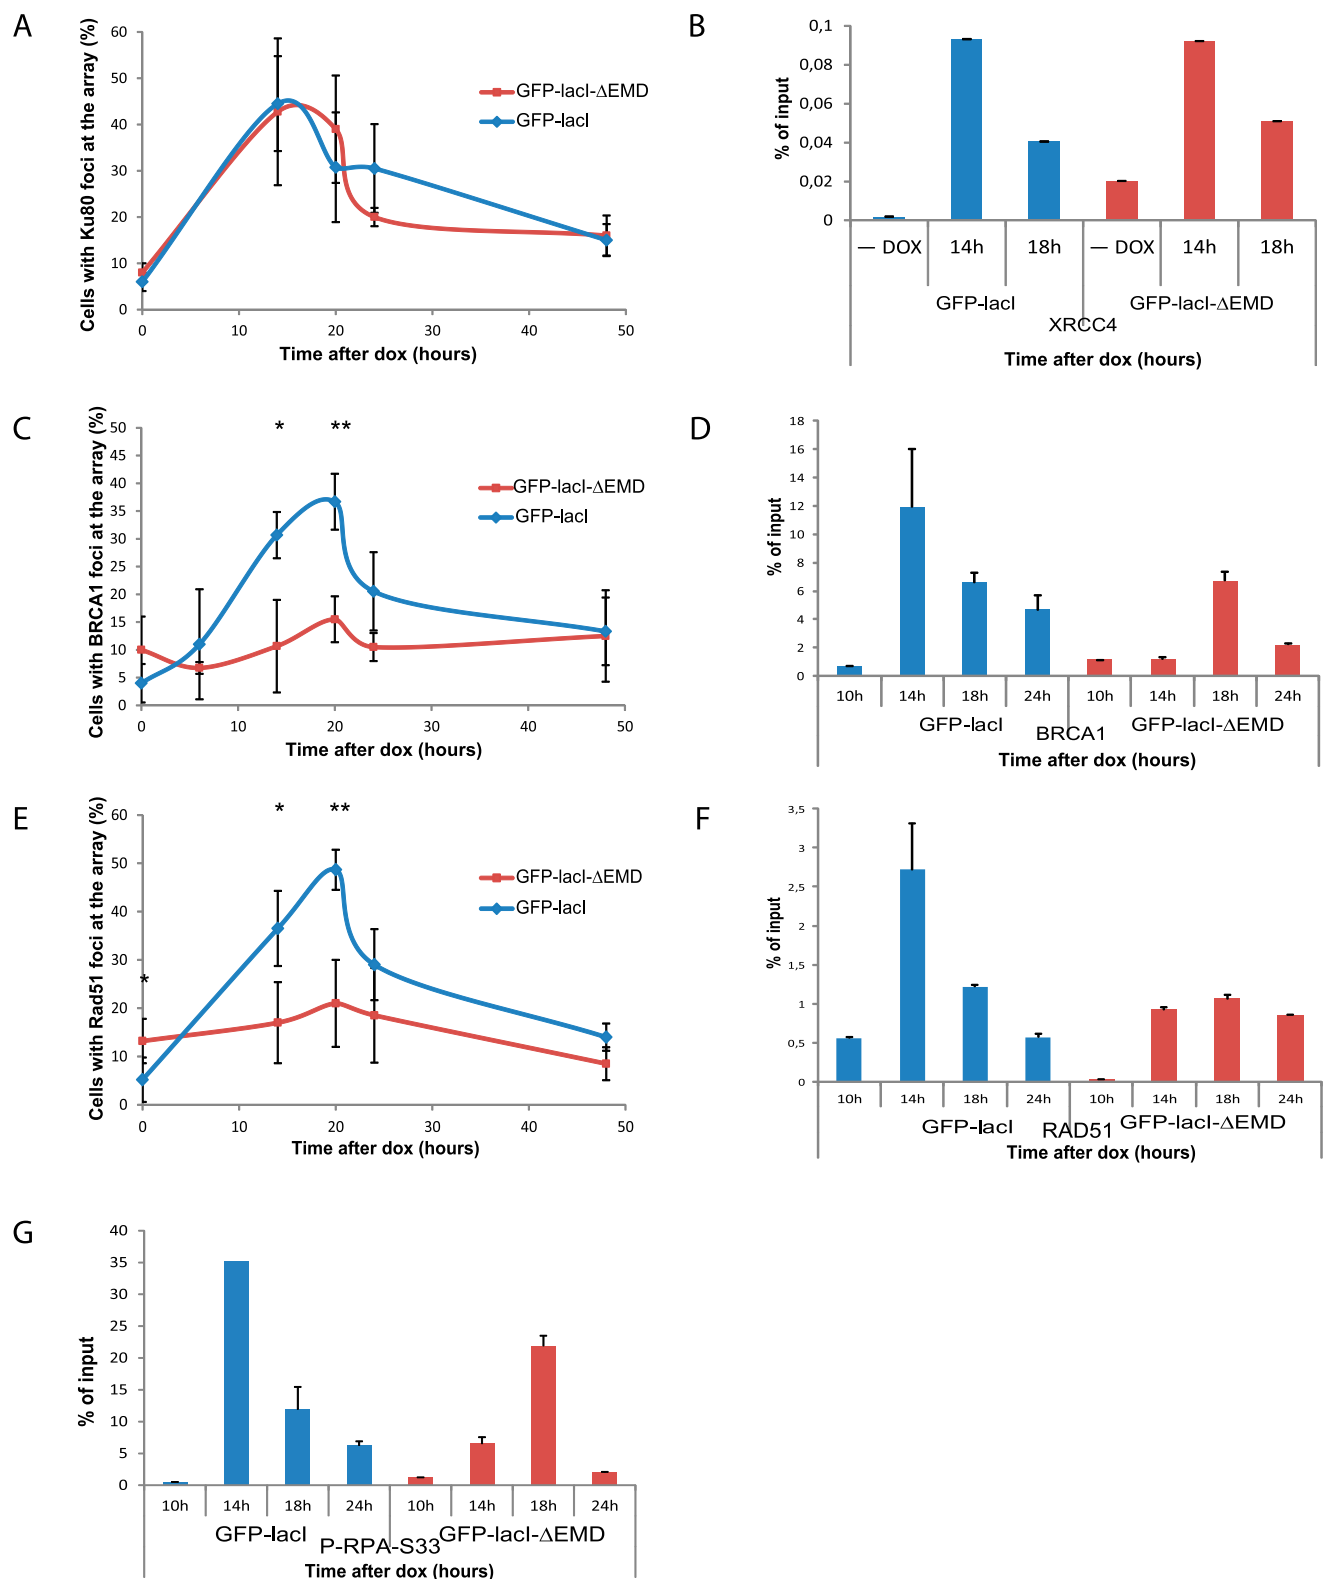 A
Cells with Ku80 foci at the array (%)
60
50
40
30
20
10
0
0 10 20 30 40 50
Time after dox (hours)
GFP-lacI-ΔEMD
GFP-lacI
B
% of input
0,1
0,08
0,06
0,04
0,02
0
— DOX 14h 18h — DOX 14h 18h
GFP-lacI GFP-lacI-ΔEMD
XRCC4
Time after dox (hours)
C
Cells with BRCA1 foci at the array (%)
50
45
40
35
30
25
20
15
10
5
0
0 10 20 30 40 50
Time after dox (hours)
* **
GFP-lacI-ΔEMD
GFP-lacI
D
% of input
18
16
14
12
10
8
6
4
2
0
10h 14h 18h 24h 10h 14h 18h 24h
GFP-lacI GFP-lacI-ΔEMD
BRCA1
Time after dox (hours)
E
Cells with Rad51 foci at the array (%)
60
50
40
30
20
10
0
0 10 20 30 40 50
Time after dox (hours)
* * **
GFP-lacI-ΔEMD
GFP-lacI
F
% of input
3,5
3
2,5
2
1,5
1
0,5
0
10h 14h 18h 24h 10h 14h 18h 24h
GFP-lacI GFP-lacI-ΔEMD
RAD51
Time after dox (hours)
G
% of input
40
35
30
25
20
15
10
5
0
10h 14h 18h 24h 10h 14h 18h 24h
GFP-lacI GFP-lacI-ΔEMD
P-RPA-S33
Time after dox (hours)